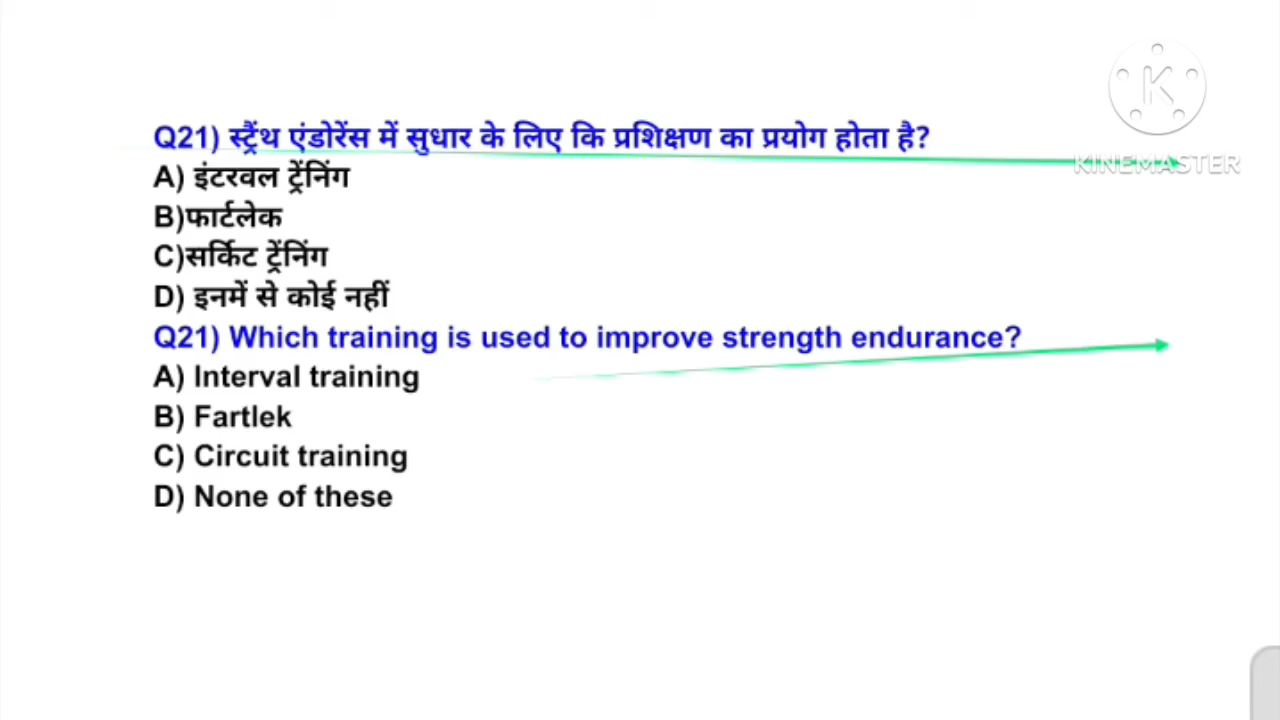 KINEMASTER
Q21) स्ट्रैंथ एंडोरेंस में सुधार के लिए कि प्रशिक्षण का प्रयोग होता है?
A) इंटरवल ट्रेंनिंग
B)फार्टलेक
C)सर्किट ट्रेंनिंग
D) इनमें से कोई नहीं
Q21) Which training is used to improve strength endurance?
A) Interval training
B) Fartlek
C) Circuit training
D) None of these